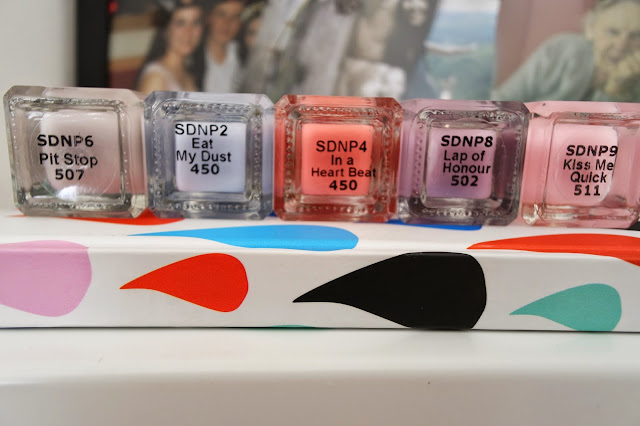 SDNP6
Pit Stop
507
SDNP2
Eat
My Dust
450
SDNP4
In a
Heart Beat
450
SDNP8
Lap of
Honour
502
SDNP9
Kiss Me
Quick
511